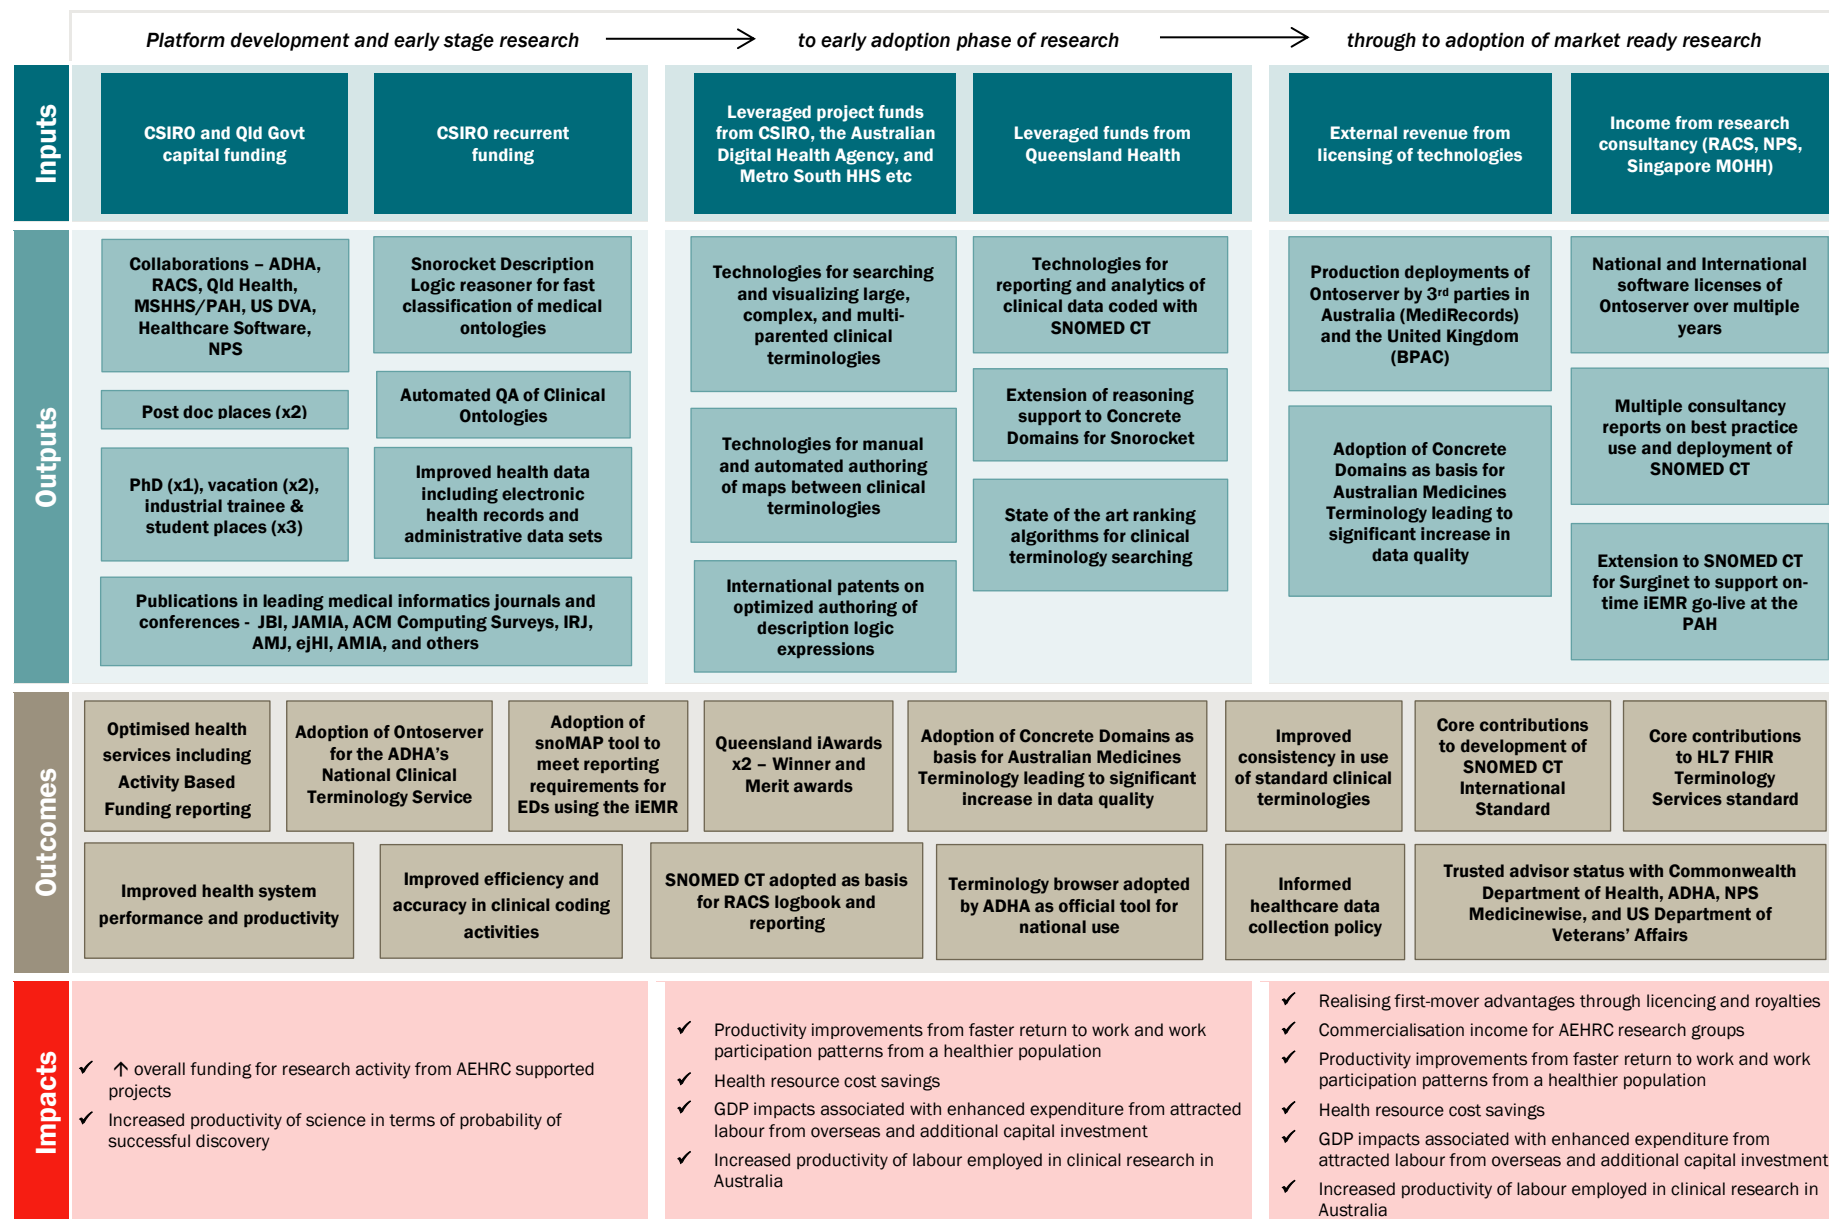 Platform development and early stage research
to early adoption phase of research
through to adoption of market ready research
Inputs
CSIRO and Qld Govt
capital funding
CSIRO recurrent
funding
Leveraged project funds
from CSIRO, the Australian
Digital Health Agency, and
Metro South HHS etc
Leveraged funds from
Queensland Health
External revenue from
licensing of technologies
Income from research
consultancy (RACS, NPS,
Singapore MOHH)
Outputs
Collaborations – ADHA,
RACS, Qld Health,
MSHHS/PAH, US DVA,
Healthcare Software,
NPS
Post doc places (x2)
PhD (x1), vacation (x2),
industrial trainee &
student places (x3)
Snorocket Description
Logic reasoner for fast
classification of medical
ontologies
Automated QA of Clinical
Ontologies
Improved health data
including electronic
health records and
administrative data sets
Publications in leading medical informatics journals and
conferences - JBI, JAMIA, ACM Computing Surveys, IRJ,
AMJ, ejHI, AMIA, and others
Technologies for searching
and visualizing large,
complex, and multi-
parented clinical
terminologies
Technologies for manual
and automated authoring
of maps between clinical
terminologies
International patents on
optimized authoring of
description logic
expressions
Technologies for
reporting and analytics of
clinical data coded with
SNOMED CT
Extension of reasoning
support to Concrete
Domains for Snorocket
State of the art ranking
algorithms for clinical
terminology searching
Production deployments of
Ontoserver by 3rd parties in
Australia (MediRecords)
and the United Kingdom
(BPAC)
Adoption of Concrete
Domains as basis for
Australian Medicines
Terminology leading to
significant increase in
data quality
National and International
software licenses of
Ontoserver over multiple
years
Multiple consultancy
reports on best practice
use and deployment of
SNOMED CT
Extension to SNOMED CT
for Surginet to support on-
time iEMR go-live at the
PAH
Outcomes
Optimised health
services including
Activity Based
Funding reporting
Adoption of Ontoserver
for the ADHA's
National Clinical
Terminology Service
Adoption of
snoMAP tool to
meet reporting
requirements for
EDs using the iEMR
Queensland iAwards
x2 – Winner and
Merit awards
Adoption of Concrete Domains as
basis for Australian Medicines
Terminology leading to significant
increase in data quality
Improved
consistency in use
of standard clinical
terminologies
Core contributions
to development of
SNOMED CT
International
Standard
Core contributions
to HL7 FHIR
Terminology
Services standard
Improved health system
performance and productivity
Improved efficiency and
accuracy in clinical coding
activities
SNOMED CT adopted as basis
for RACS logbook and
reporting
Terminology browser adopted
by ADHA as official tool for
national use
Informed
healthcare data
collection policy
Trusted advisor status with Commonwealth
Department of Health, ADHA, NPS
Medicinewise, and US Department of
Veterans' Affairs
Impacts
✓ ↑ overall funding for research activity from AEHRC supported
projects
✓ Increased productivity of science in terms of probability of
successful discovery
✓ Productivity improvements from faster return to work and work
participation patterns from a healthier population
✓ Health resource cost savings
✓ GDP impacts associated with enhanced expenditure from attracted
labour from overseas and additional capital investment
✓ Increased productivity of labour employed in clinical research in
Australia
✓ Realising first-mover advantages through licencing and royalties
✓ Commercialisation income for AEHRC research groups
✓ Productivity improvements from faster return to work and work
participation patterns from a healthier population
✓ Health resource cost savings
✓ GDP impacts associated with enhanced expenditure from
attracted labour from overseas and additional capital investment
✓ Increased productivity of labour employed in clinical research in
Australia